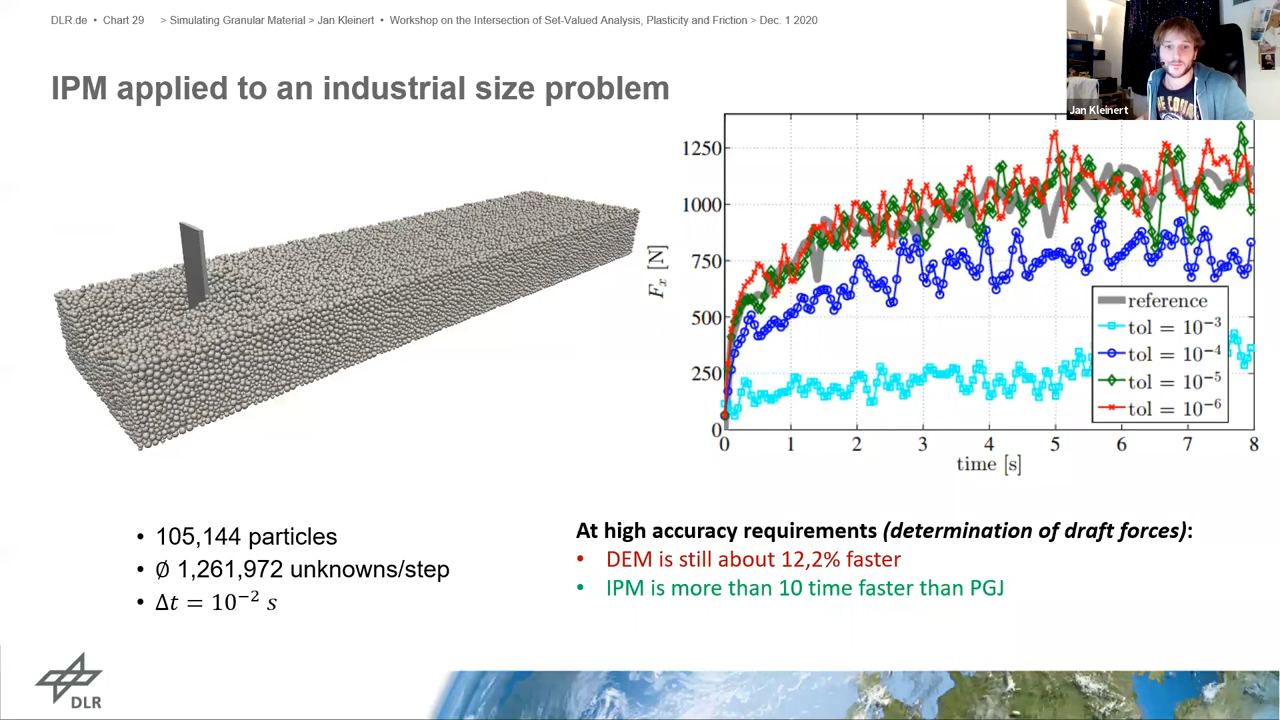 DLR.de • Chart 29 > Simulating Granular Material > Jan Kleinert • Workshop on the Intersection of Set-Valued Analysis, Plasticity and Friction > Dec. 1 2020
Jan Kleinert
IPM applied to an industrial size problem
1250
1000
750
500
250
0
F_x [N]
0 1 2 3 4 5 6 7 8
time [s]
reference
tol = 10^{-3}
tol = 10^{-4}
tol = 10^{-5}
tol = 10^{-6}
• 105,144 particles
• Ø 1,261,972 unknowns/step
• Δt = 10^{-2} s
At high accuracy requirements (determination of draft forces):
• DEM is still about 12,2% faster
• IPM is more than 10 time faster than PGJ
DLR